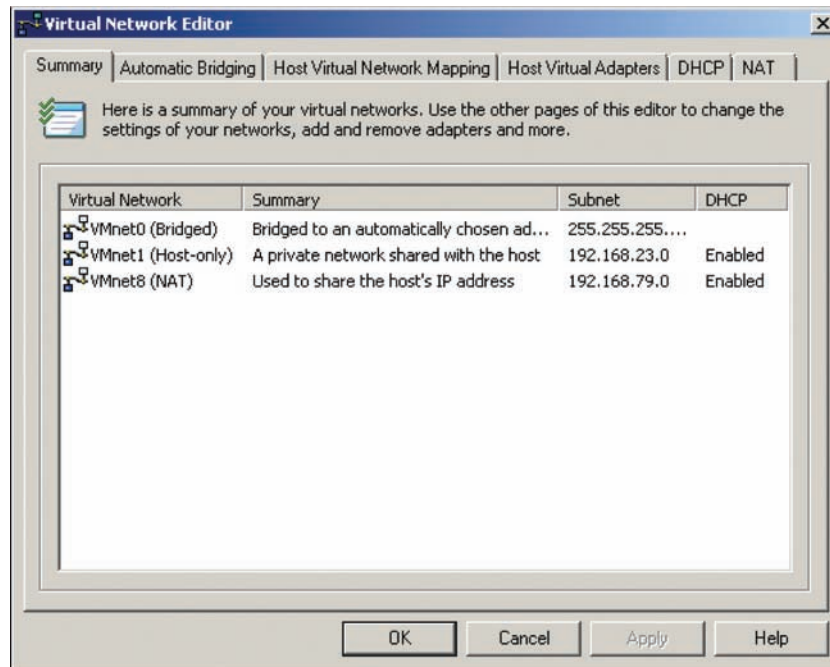 Virtual Network Editor
Summary Automatic Bridging Host Virtual Network Mapping Host Virtual Adapters DHCP NAT
Here is a summary of your virtual networks. Use the other pages of this editor to change the
settings of your networks, add and remove adapters and more.
Virtual Network Summary Subnet DHCP
VMnet0 (Bridged) Bridged to an automatically chosen ad... 255.255.255....
VMnet1 (Host-only) A private network shared with the host 192.168.23.0 Enabled
VMnet8 (NAT) Used to share the host's IP address 192.168.79.0 Enabled
OK Cancel Apply Help